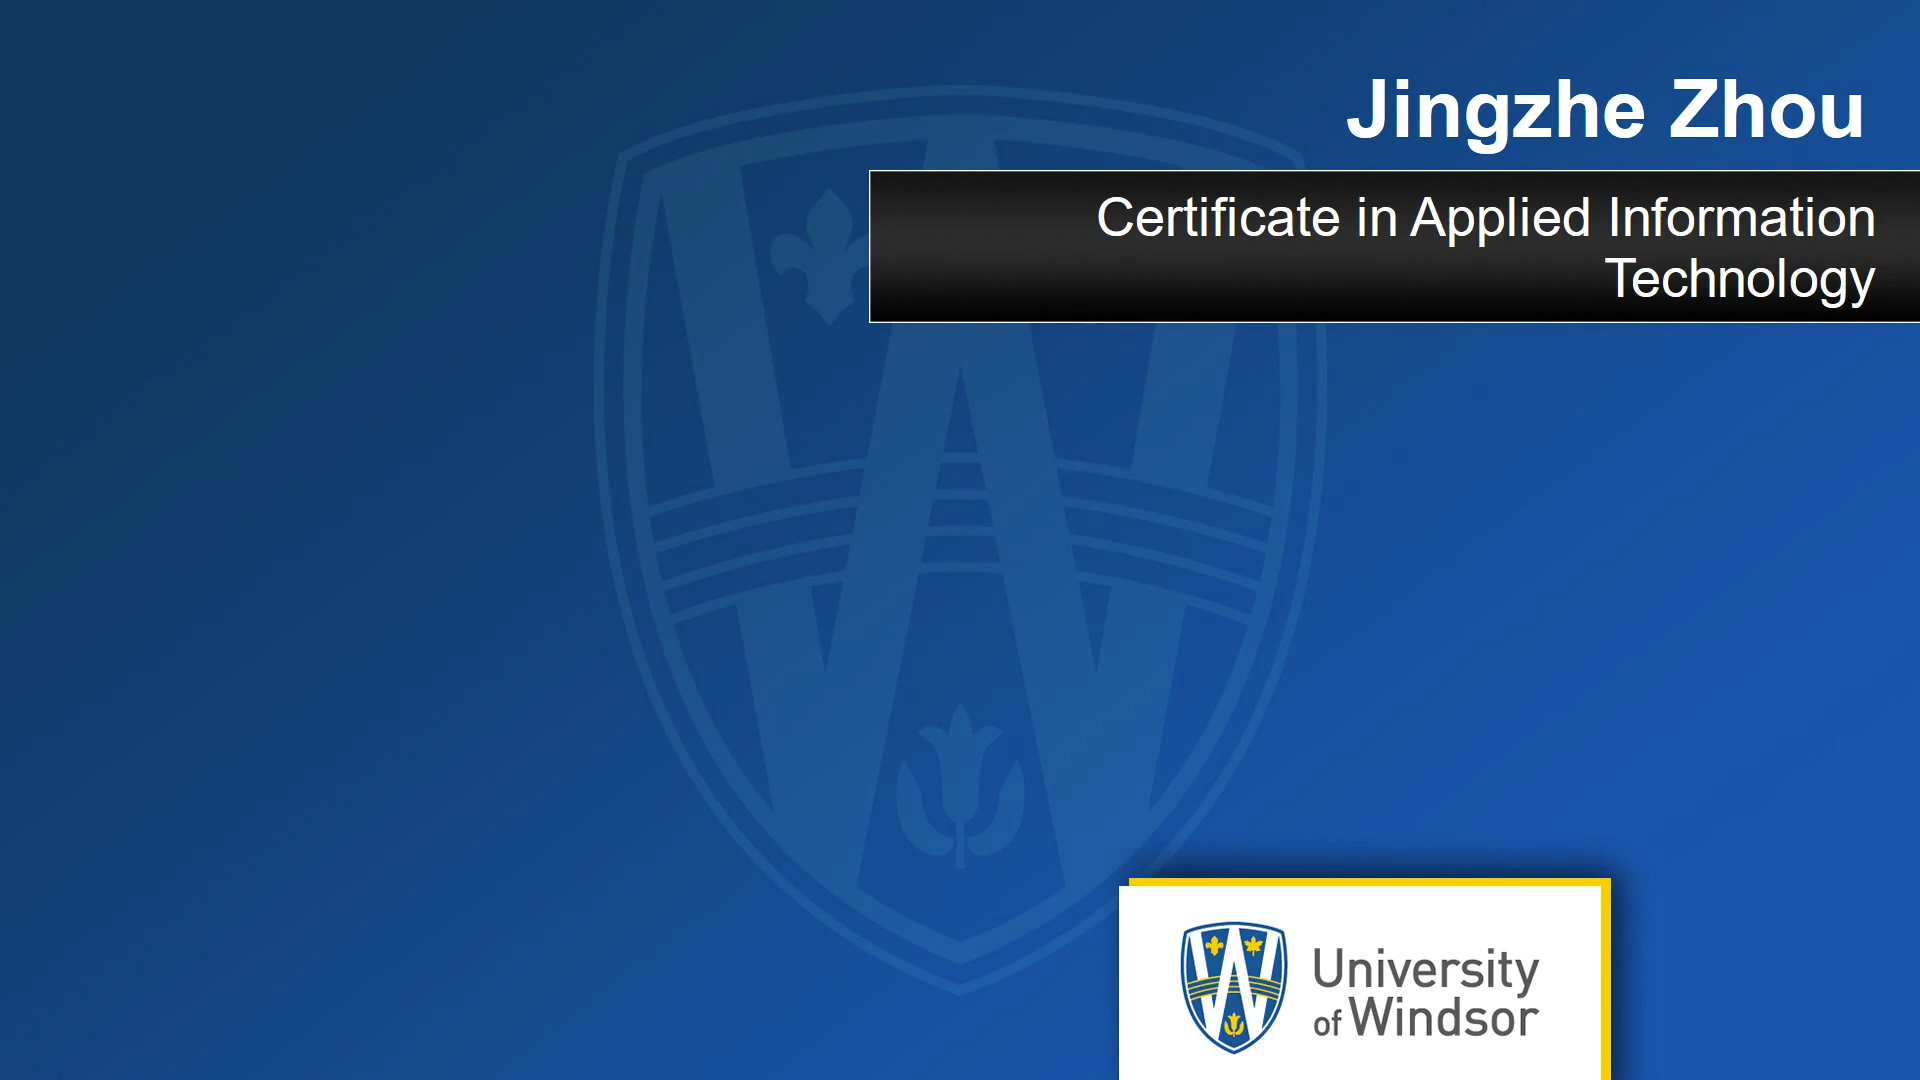 Jingzhe Zhou
Certificate in Applied Information
Technology
University
of Windsor